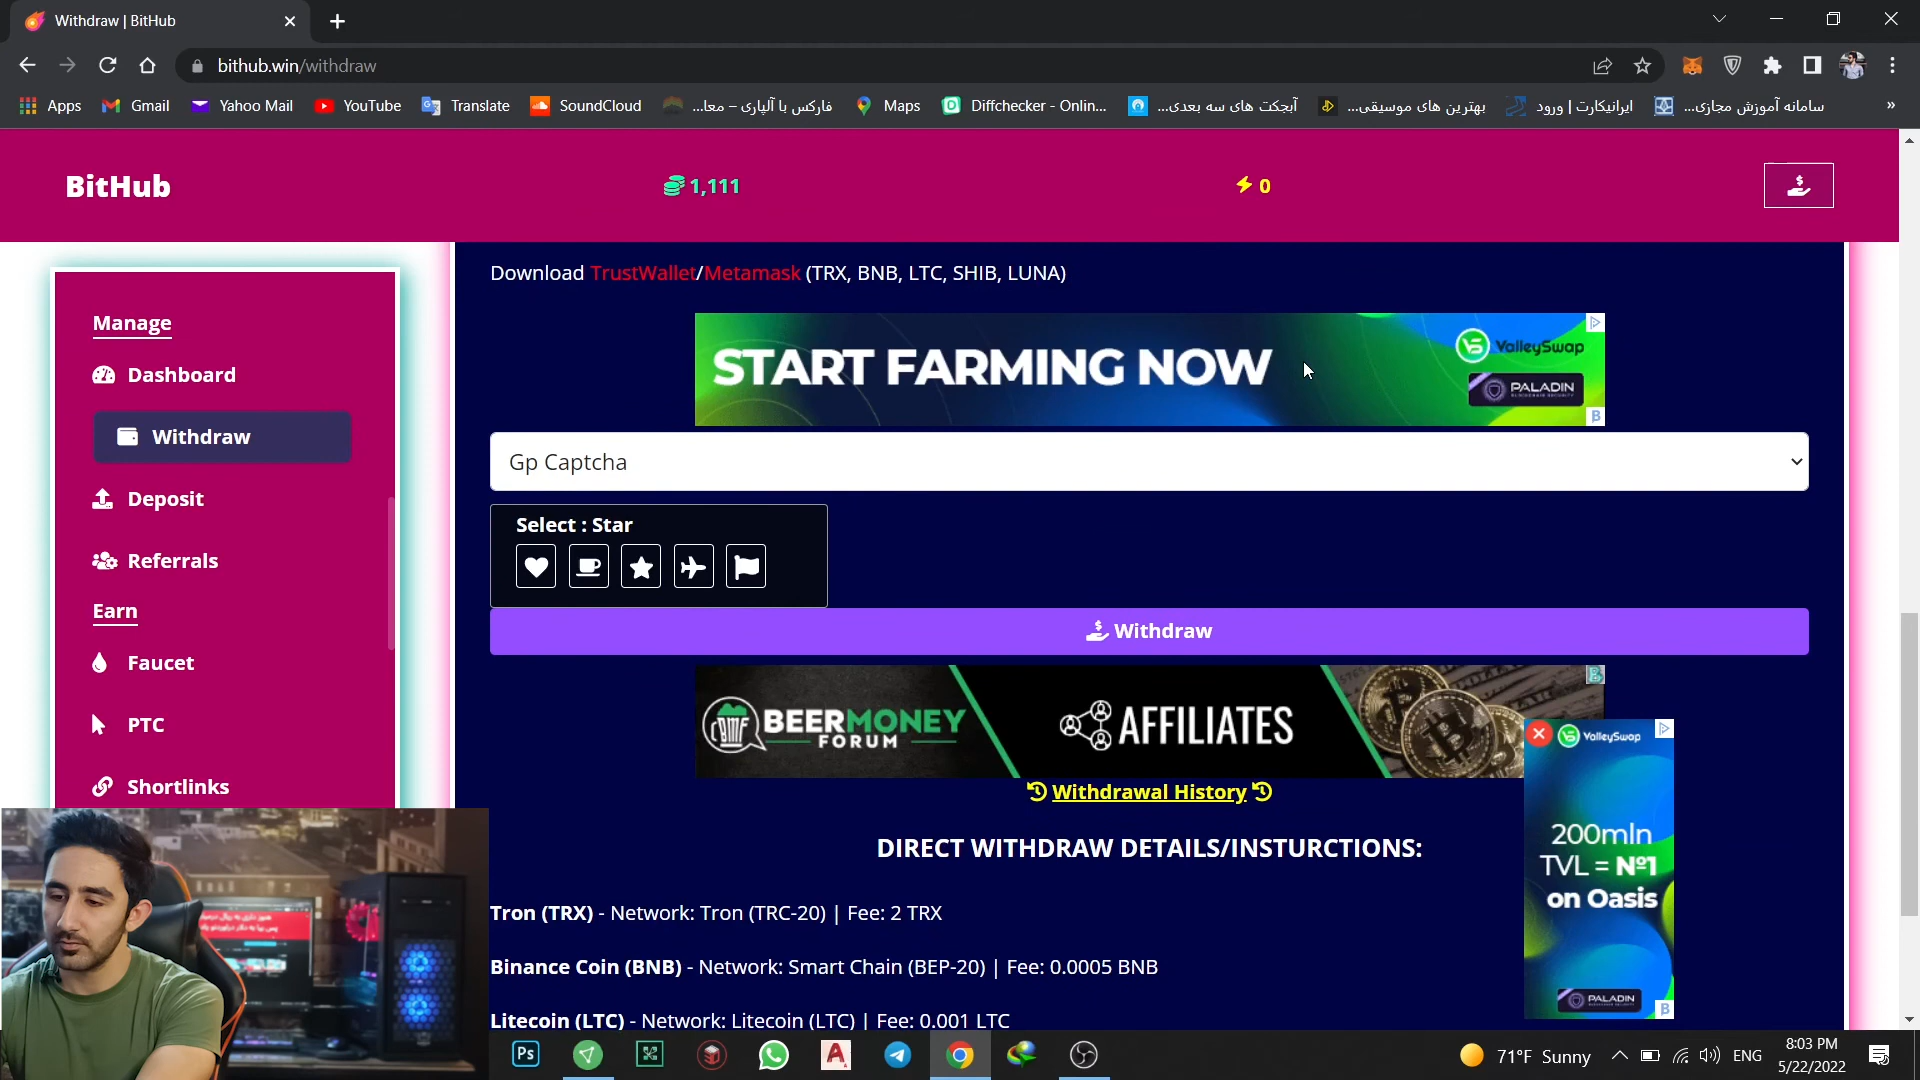 Withdraw | BitHub
bithub.win/withdraw
Apps Gmail Yahoo Mail YouTube Translate SoundCloud فارکس با آلپاری – معا... Maps Diffchecker - Onlin... آبجکت های سه بعدی... بهترین های موسیقی... ایرانیکارت | ورود سامانه آموزش مجازی... »
BitHub 1,111 0
Manage
Dashboard
Withdraw
Deposit
Referrals
Earn
Faucet
PTC
Shortlinks
Download TrustWallet/Metamask (TRX, BNB, LTC, SHIB, LUNA)
START FARMING NOW
ValleySwap
PALADIN
Gp Captcha
Select : Star
Withdraw
BEERMONEY
FORUM
AFFILIATES
Withdrawal History
DIRECT WITHDRAW DETAILS/INSTURCTIONS:
Tron (TRX) - Network: Tron (TRC-20) | Fee: 2 TRX
Binance Coin (BNB) - Network: Smart Chain (BEP-20) | Fee: 0.0005 BNB
Litecoin (LTC) - Network: Litecoin (LTC) | Fee: 0.001 LTC
ValleySwap
200mln
TVL = №1
on Oasis
PALADIN
Ps
71°F Sunny
ENG
8:03 PM
5/22/2022